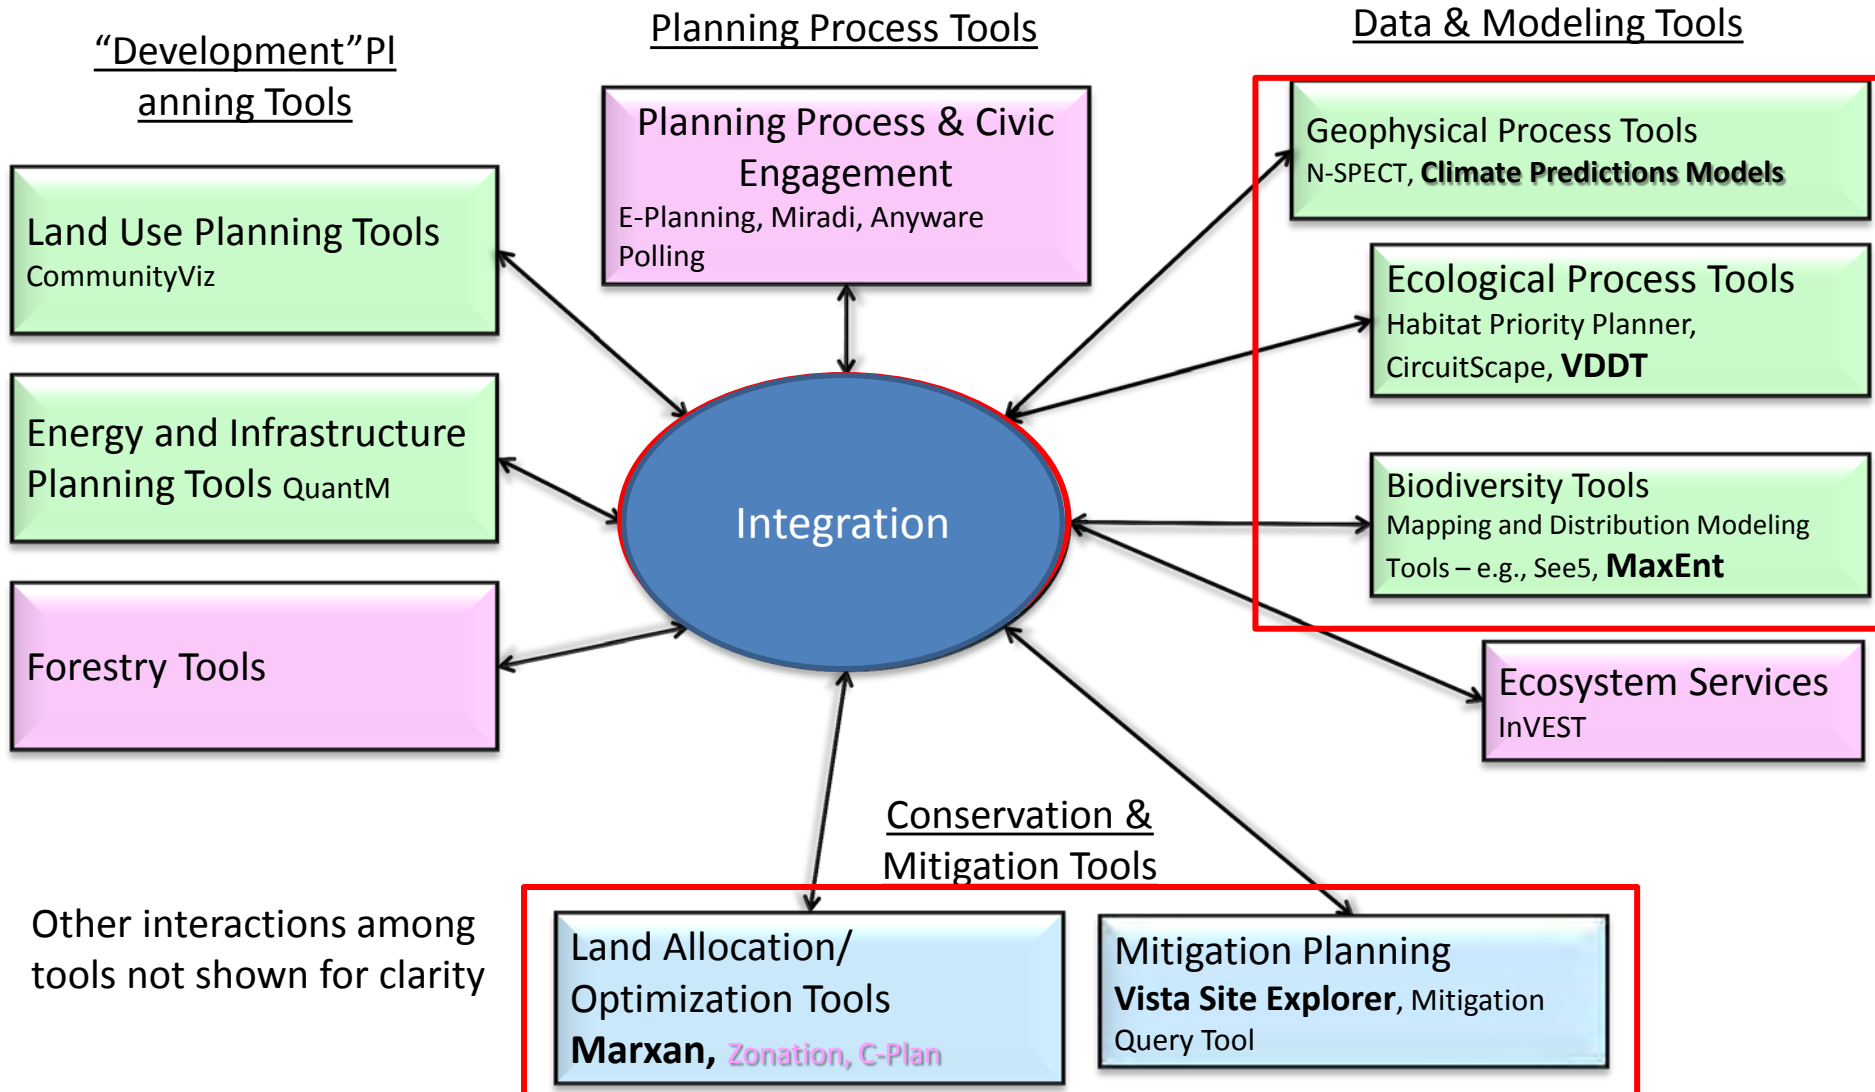 “Development”Pl
anning Tools
Planning Process Tools
Data & Modeling Tools
Planning Process & Civic
Engagement
E-Planning, Miradi, Anyware
Polling
Land Use Planning Tools
CommunityViz
Energy and Infrastructure
Planning Tools QuantM
Forestry Tools
Integration
Geophysical Process Tools
N-SPECT, Climate Predictions Models
Ecological Process Tools
Habitat Priority Planner,
CircuitScape, VDDT
Biodiversity Tools
Mapping and Distribution Modeling
Tools – e.g., See5, MaxEnt
Ecosystem Services
InVEST
Conservation &
Mitigation Tools
Land Allocation/
Optimization Tools
Marxan, Zonation, C-Plan
Mitigation Planning
Vista Site Explorer, Mitigation
Query Tool
Other interactions among
tools not shown for clarity